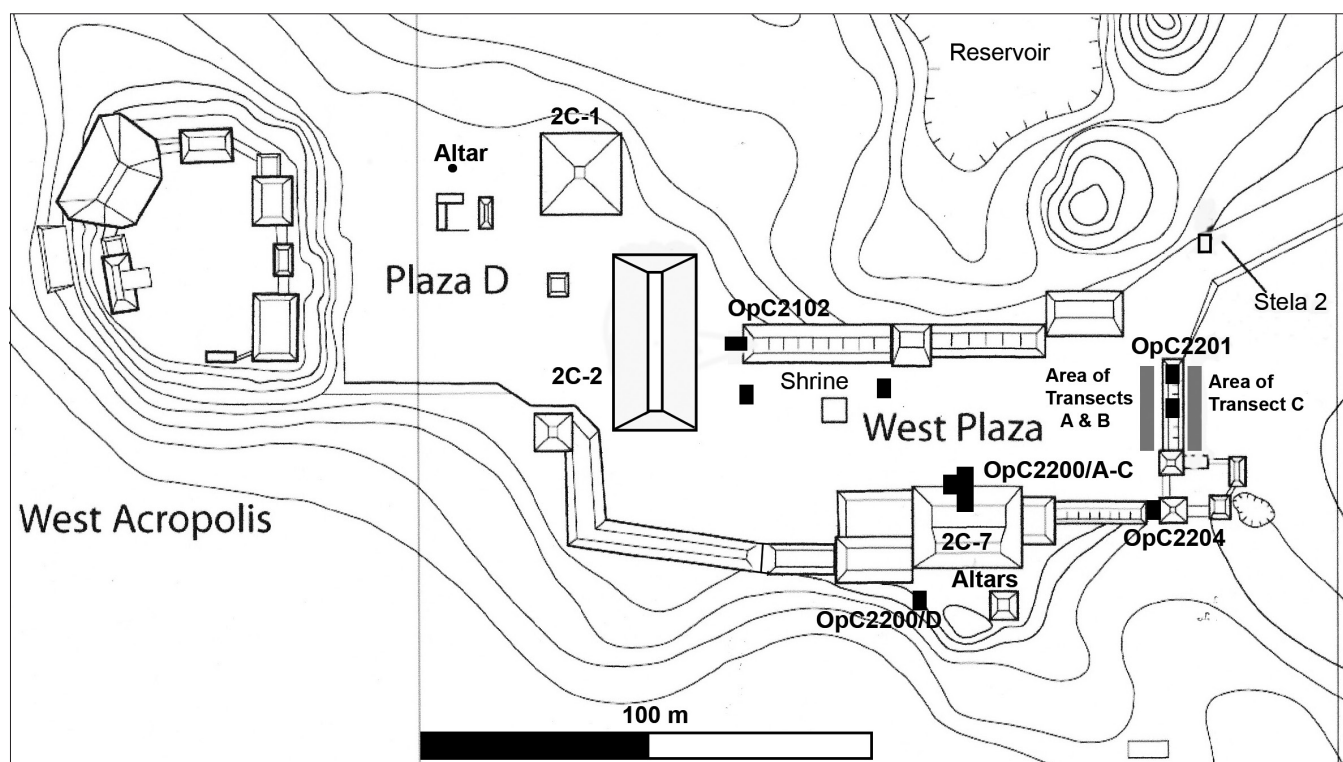 Reservoir
2C-1
Altar
Plaza D
OpC2102
Stela 2
2C-2
Shrine
OpC2201
Area of
Transects
A & B
Area of
Transect C
West Plaza
OpC2200/A-C
West Acropolis
2C-7
OpC2204
Altars
OpC2200/D
100 m